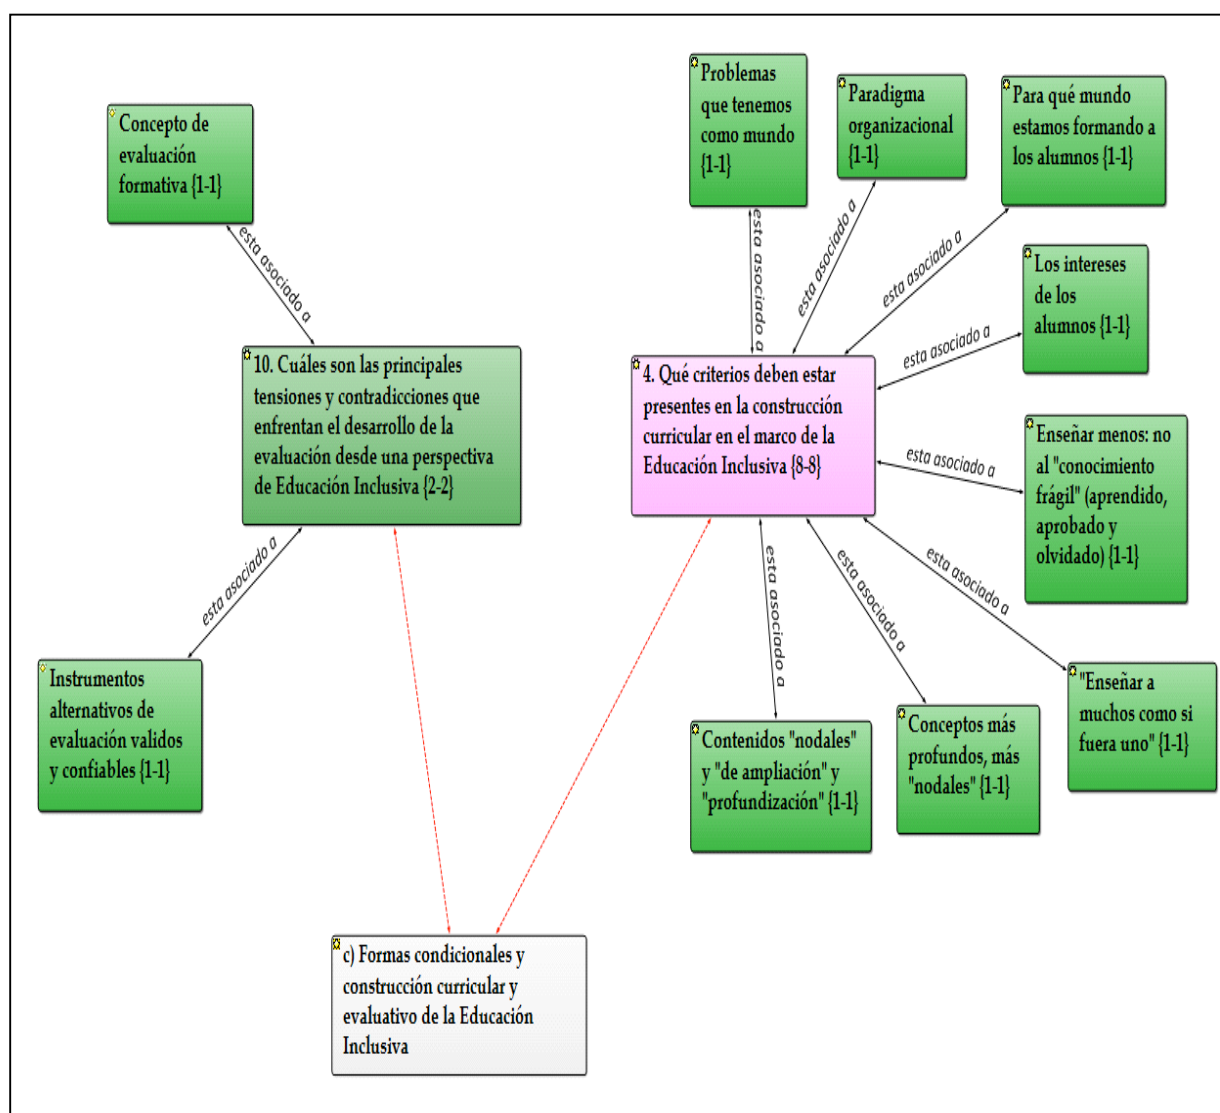 Problemas
que tenemos
como mundo
{1-1}
Paradigma
organizacional
{1-1}
Para qué mundo
estamos formando a
los alumnos {1-1}
Concepto de
evaluación
formativa {1-1}
esta asociado a
esta asociado a
esta asociado a
esta asociado a
Los intereses
de los
alumnos {1-1}
esta asociado a
10. Cuáles son las principales
tensiones y contradicciones que
enfrentan el desarrollo de la
evaluación desde una perspectiva
de Educación Inclusiva {2-2}
4. Qué criterios deben estar
presentes en la construcción
curricular en el marco de la
Educación Inclusiva {8-8}
esta asociado a
Enseñar menos: no
al "conocimiento
frágil" (aprendido,
aprobado y
olvidado) {1-1}
esta asociado a
esta asociado a
esta asociado a
esta asociado a
Instrumentos
alternativos de
evaluación validos
y confiables {1-1}
Contenidos "nodales"
y "de ampliación" y
"profundización" {1-1}
Conceptos más
profundos, más
"nodales" {1-1}
"Enseñar a
muchos como si
fuera uno" {1-1}
c) Formas condicionales y
construcción curricular y
evaluativo de la Educación
Inclusiva